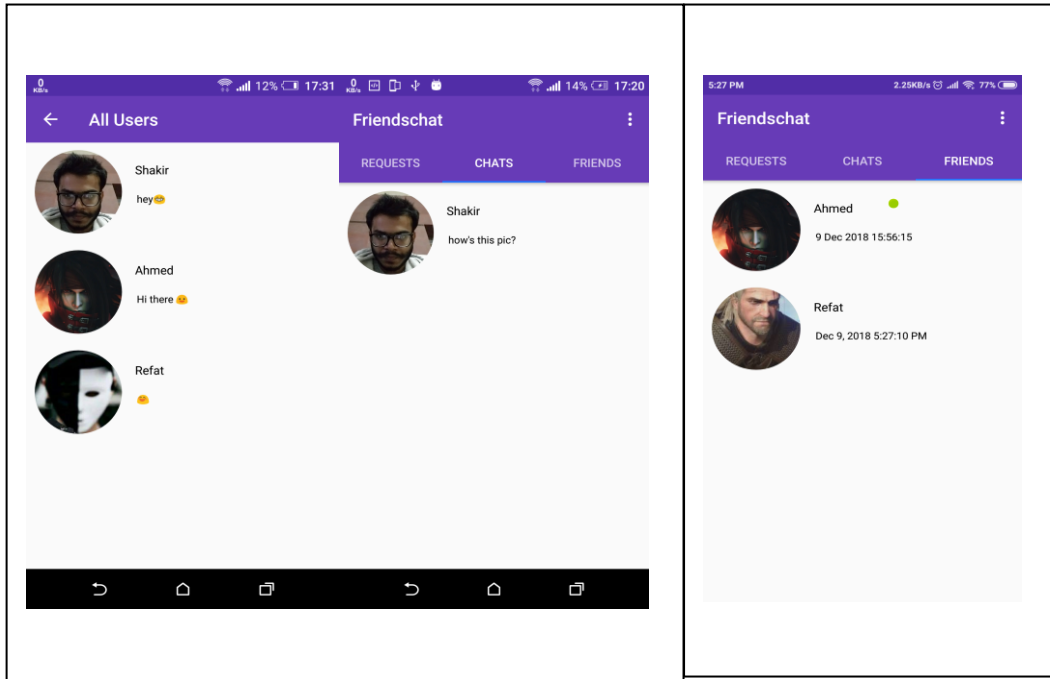 0
KB/s
12% 17:31
All Users
Shakir
hey😁
Ahmed
Hi there 🤗
Refat
🤗
0
KB/s
14% 17:20
Friendschat
REQUESTS CHATS FRIENDS
Shakir
how's this pic?
5:27 PM 2.25KB/s 77%
Friendschat
REQUESTS CHATS FRIENDS
Ahmed
9 Dec 2018 15:56:15
Refat
Dec 9, 2018 5:27:10 PM